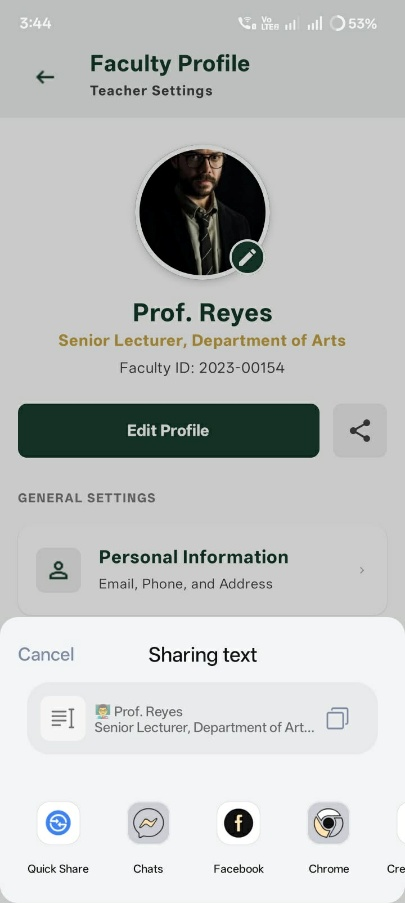 3:44
Vo
LTE R
53%
Faculty Profile
Teacher Settings
Prof. Reyes
Senior Lecturer, Department of Arts
Faculty ID: 2023-00154
Edit Profile
GENERAL SETTINGS
Personal Information
Email, Phone, and Address
Cancel
Sharing text
👨‍🏫 Prof. Reyes
Senior Lecturer, Department of Art...
Quick Share
Chats
Facebook
Chrome
Cre